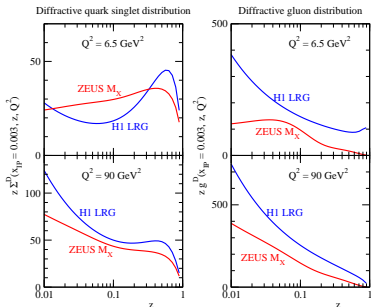 Diffractive quark singlet distribution
Diffractive gluon distribution
Q² = 6.5 GeV²
ZEUS M_X
H1 LRG
50
0
z Σ^D(x_IP = 0.003, z, Q²)
Q² = 6.5 GeV²
H1 LRG
ZEUS M_X
500
0
z g^D(x_IP = 0.003, z, Q²)
Q² = 90 GeV²
H1 LRG
ZEUS M_X
100
50
0
0.01
0.1
1
z
Q² = 90 GeV²
H1 LRG
ZEUS M_X
500
0
0.01
0.1
1
z